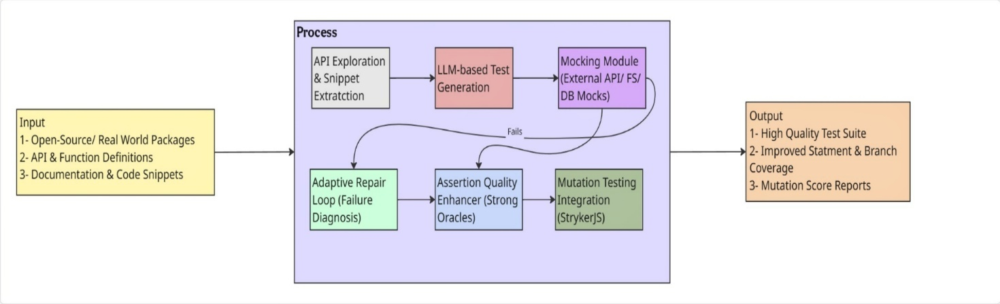 Process
API Exploration
& Snippet
Extratction
LLM-based Test
Generation
Mocking Module
(External API/ FS/
DB Mocks)
Input
1- Open-Source/ Real World Packages
2- API & Function Definitions
3- Documentation & Code Snippets
Fails
Adaptive Repair
Loop (Failure
Diagnosis)
Assertion Quality
Enhancer (Strong
Oracles)
Mutation Testing
Integration
(StrykerJS)
Output
1- High Quality Test Suite
2- Improved Statment & Branch
Coverage
3- Mutation Score Reports